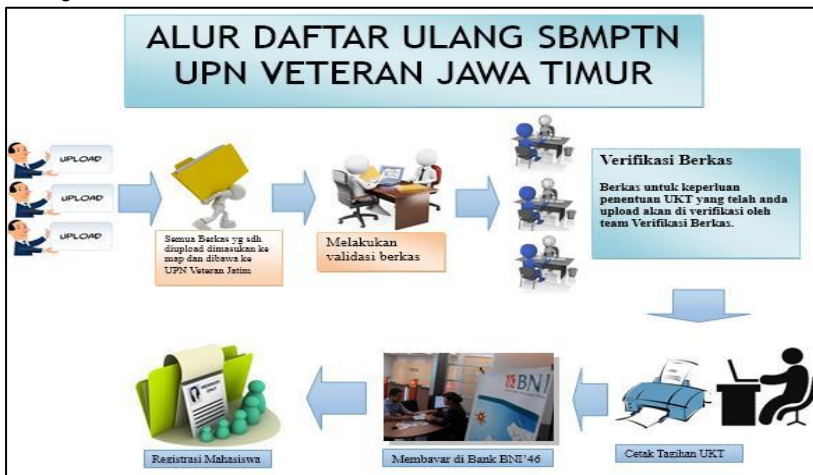 ALUR DAFTAR ULANG SBMPTN
UPN VETERAN JAWA TIMUR
UPLOAD
UPLOAD
UPLOAD
Semua Berkas yg sdh
diupload dimasukan ke
map dan dibawa ke
UPN Veteran Jatim
Melakukan
validasi berkas
Verifikasi Berkas
Berkas untuk keperluan
penentuan UKT yang telah anda
upload akan di verifikasi oleh
team Verifikasi Berkas.
MEMBERS
ONLY
BNI
Registrasi Mahasiswa
Membayar di Bank BNI'46
Cetak Tagihan UKT